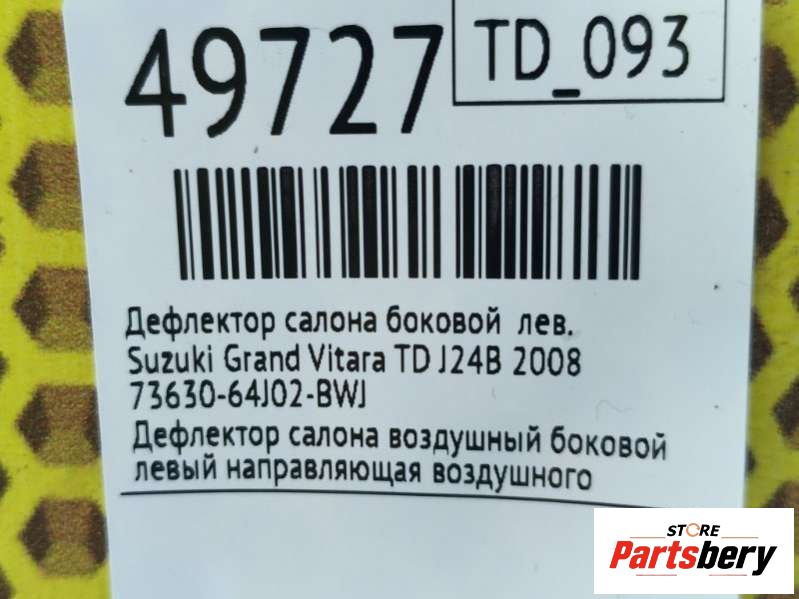 49727
TD_093
Дефлектор салона боковой лев.
Suzuki Grand Vitara TD J24B 2008
73630-64J02-BWJ
Дефлектор салона воздушный боковой
левый направляющая воздушного
STORE
Partsbery